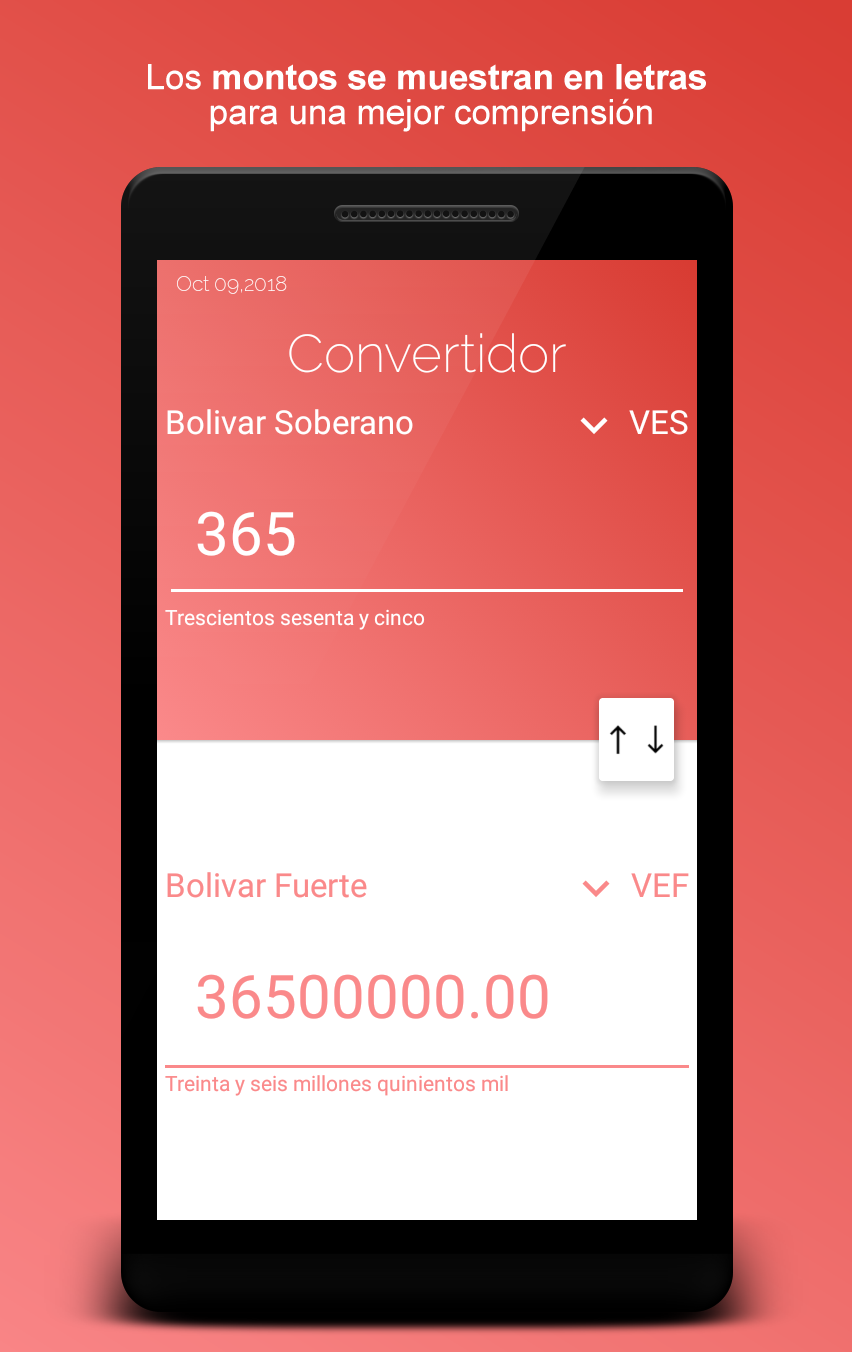 Los montos se muestran en letras
para una mejor comprensión
Oct 09,2018
Convertidor
Bolivar Soberano VES
365
Trescientos sesenta y cinco
Bolivar Fuerte VEF
36500000.00
Treinta y seis millones quinientos mil